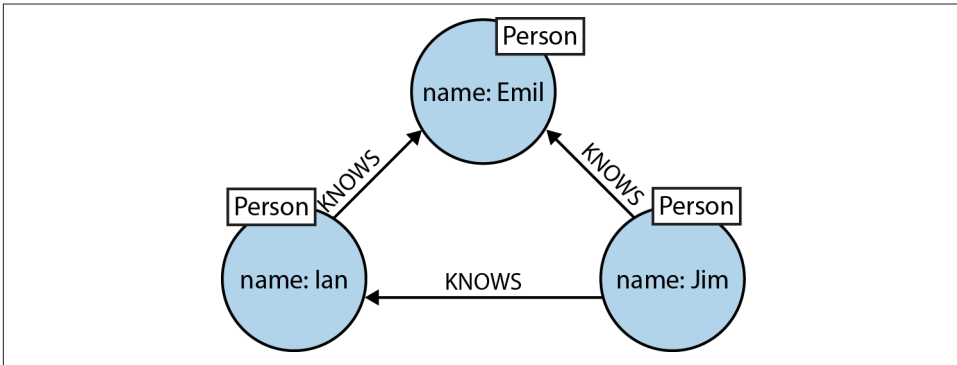 Person
name: Emil
KNOWS
KNOWS
Person
Person
name: Ian
KNOWS
name: Jim